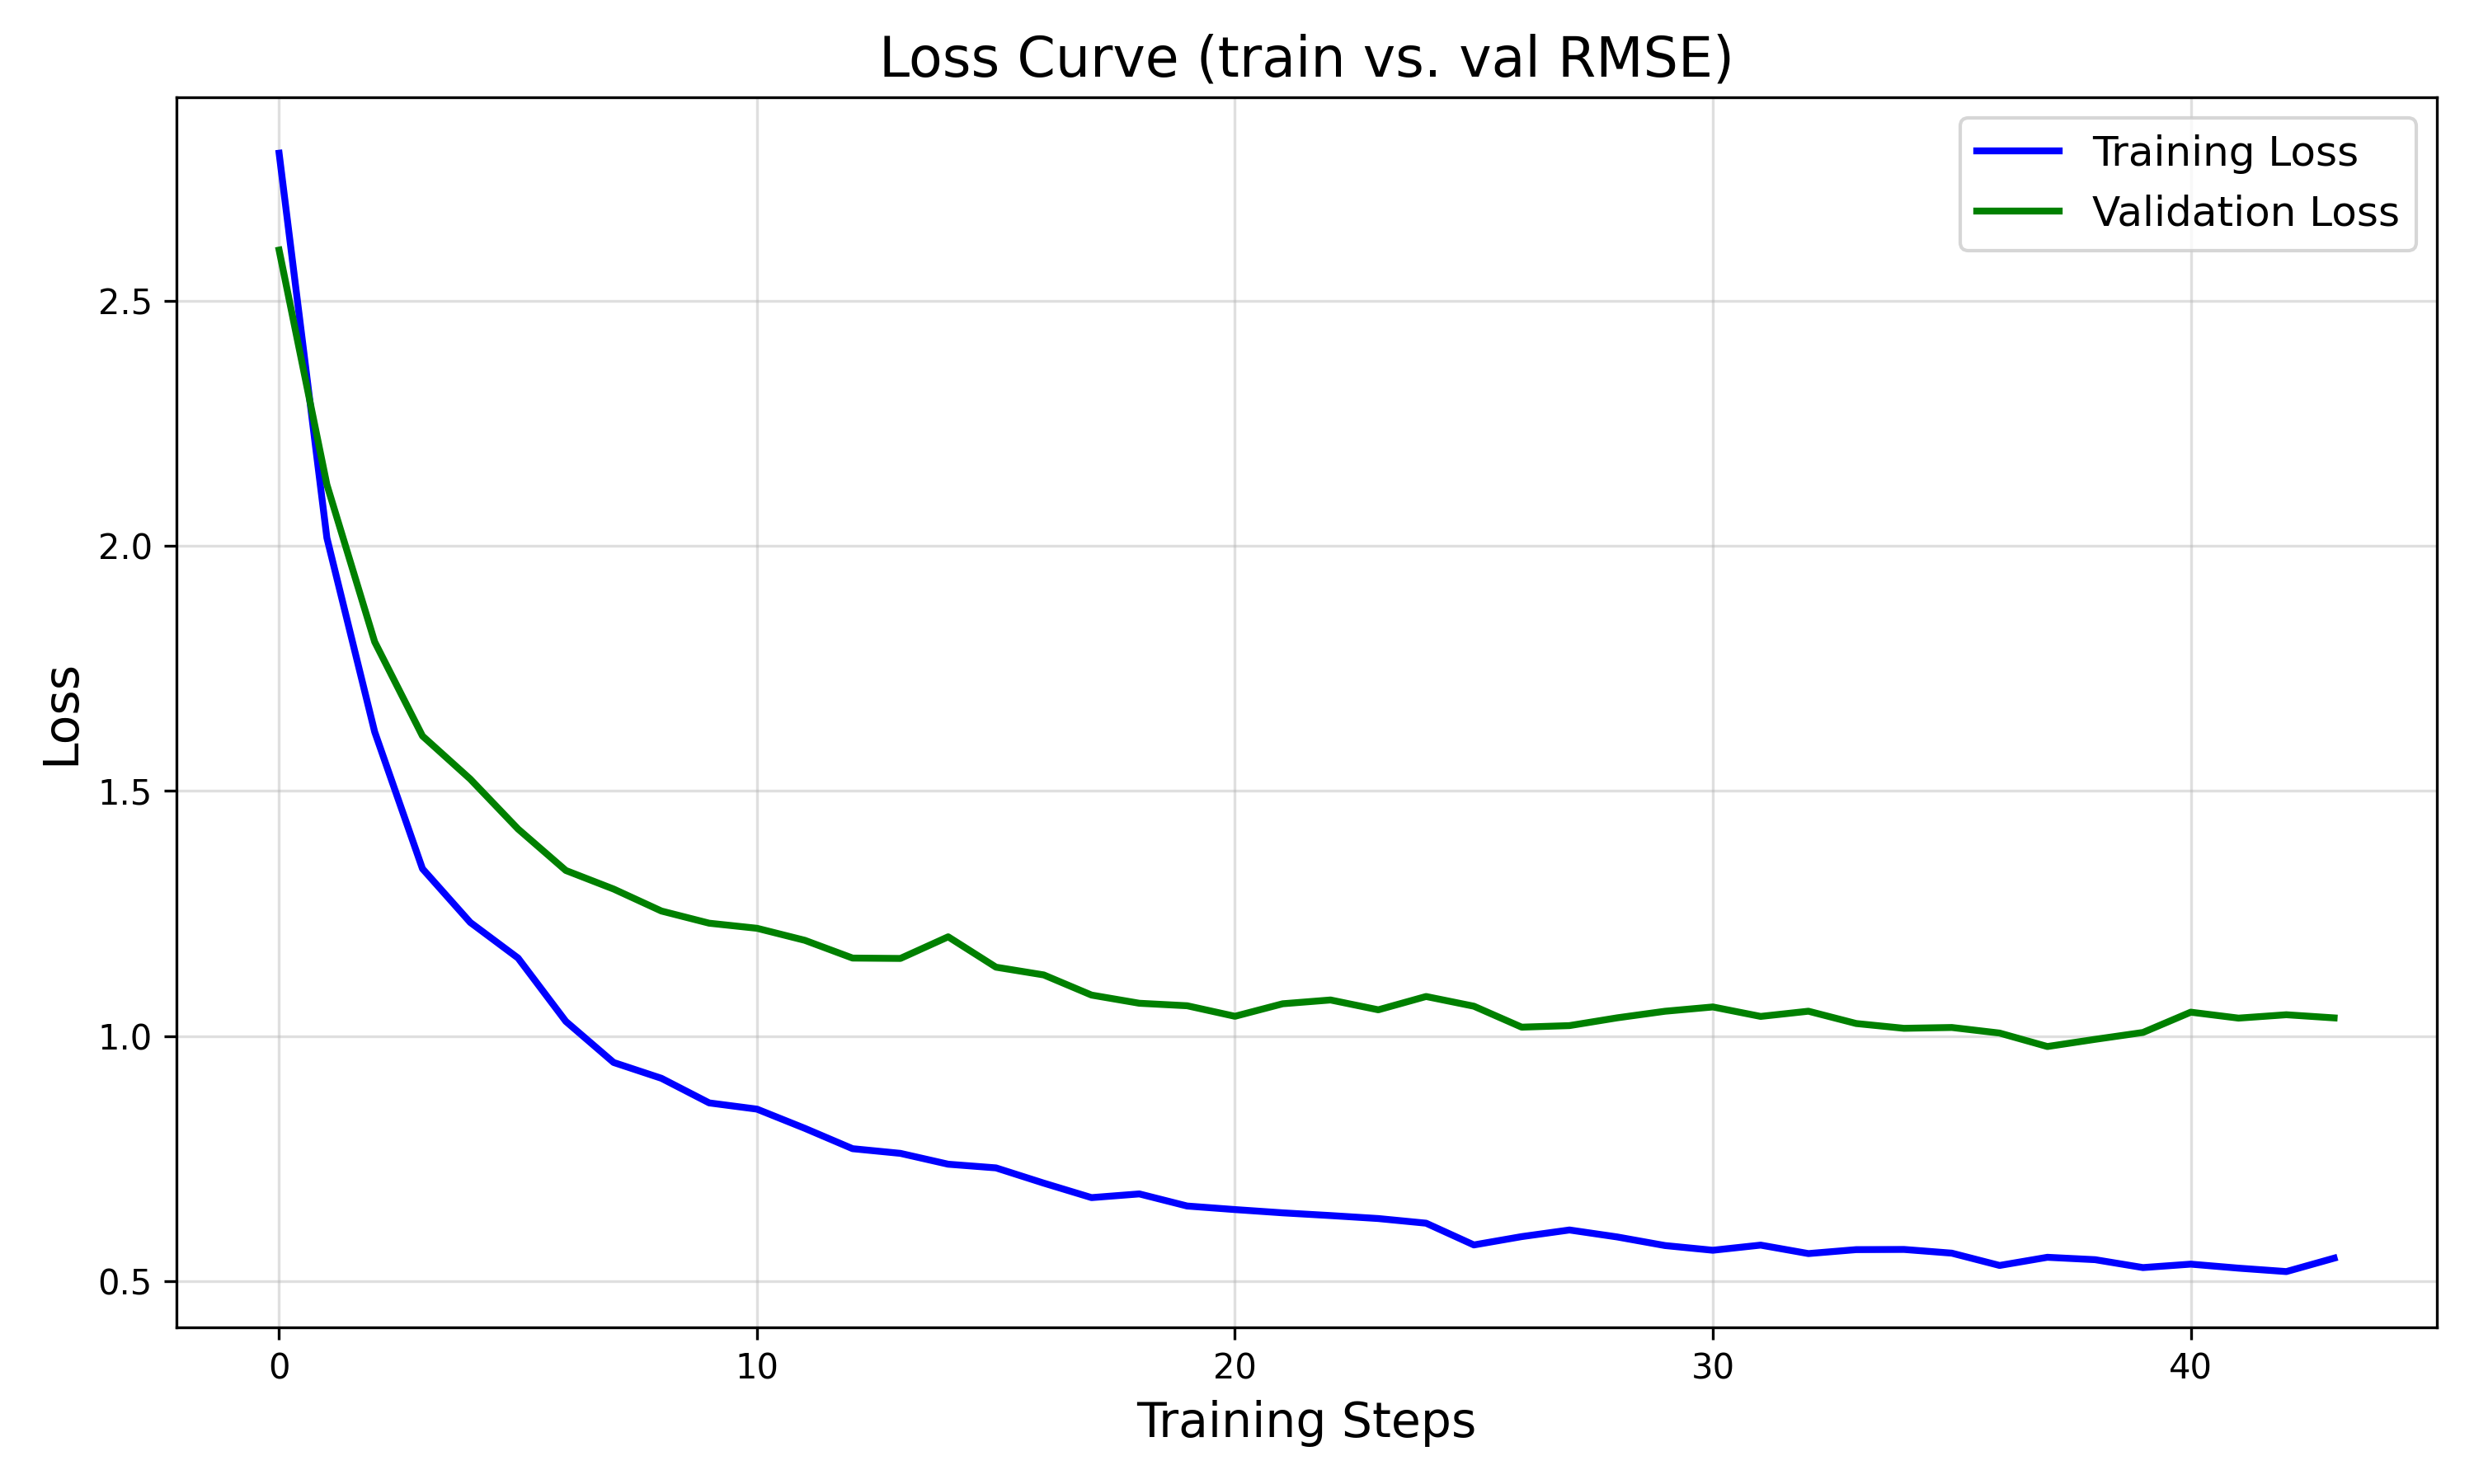 Loss Curve (train vs. val RMSE)
Training Loss
Validation Loss
Loss
2.5
2.0
1.5
1.0
0.5
0 10 20 30 40
Training Steps